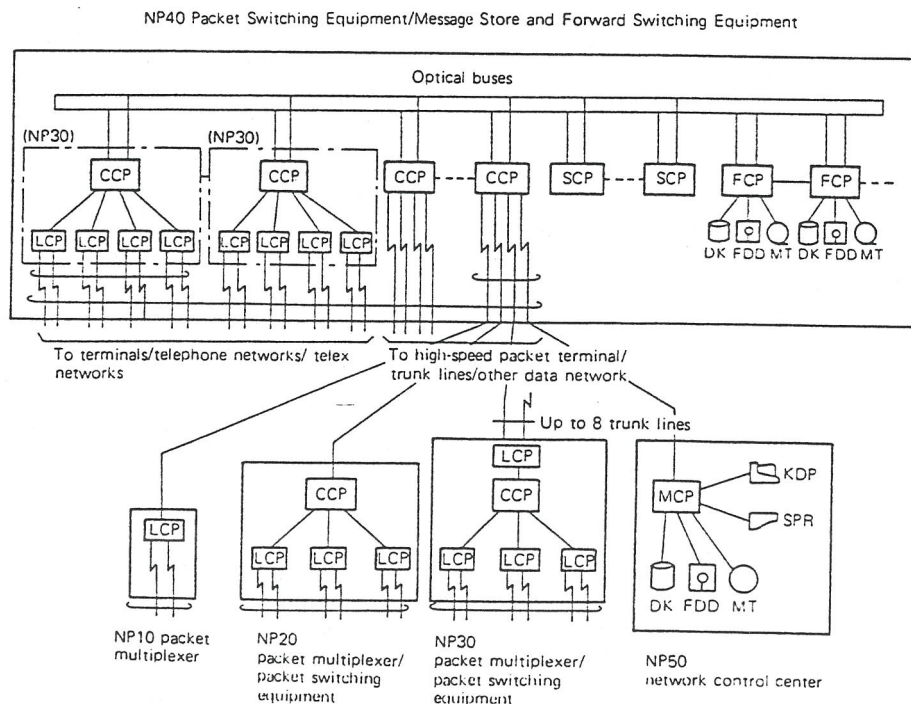 NP40 Packet Switching Equipment/Message Store and Forward Switching Equipment
Optical buses
(NP30)
(NP30)
CCP
CCP
CCP
CCP
SCP
SCP
FCP
FCP
LCP
LCP
LCP
LCP
LCP
LCP
LCP
LCP
DK FDD MT
DK FDD MT
To terminals/telephone networks/ telex
networks
To high-speed packet terminal/
trunk lines/other data network
Up to 8 trunk lines
LCP
CCP
LCP
LCP
LCP
NP10 packet
multiplexer
LCP
CCP
LCP
LCP
LCP
NP20
packet multiplexer/
packet switching
equipment
NP30
packet multiplexer/
packet switching
equipment
MCP
KDP
SPR
DK FDD MT
NP50
network control center